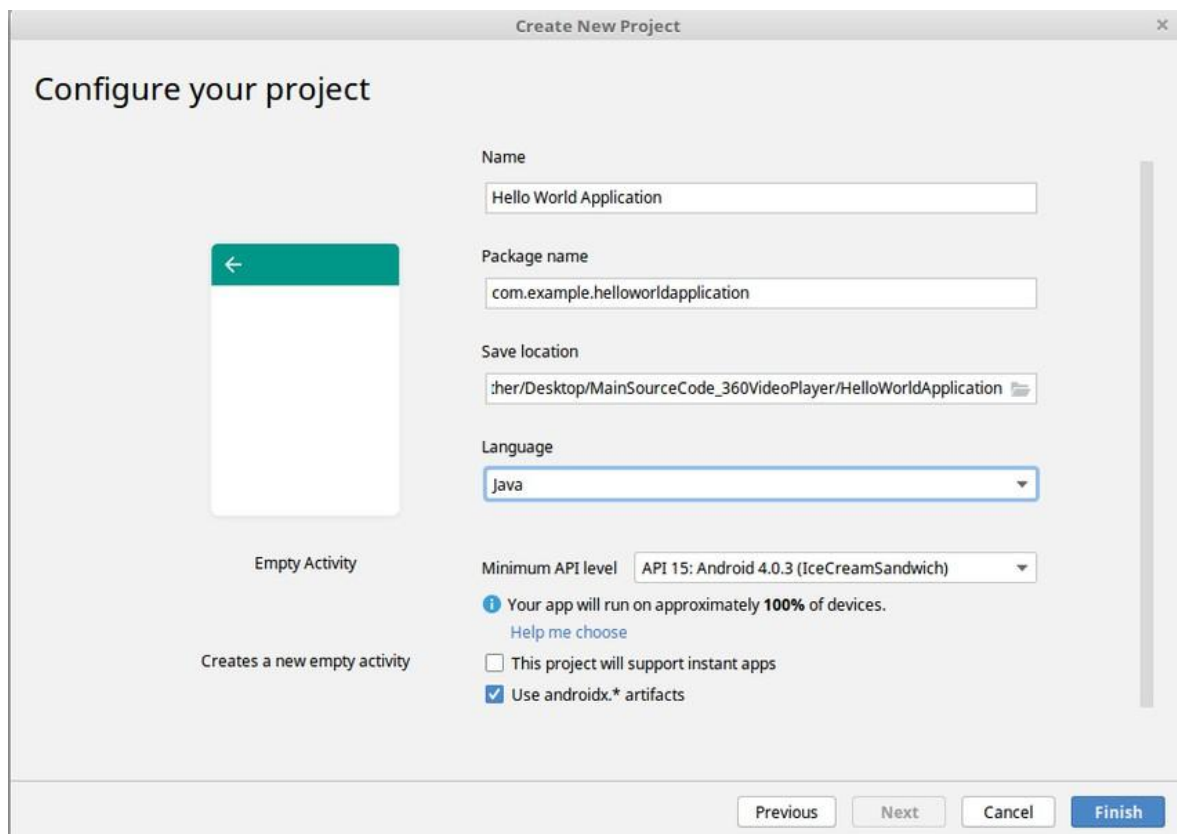 Create New Project
Configure your project
Name
Hello World Application
Package name
com.example.helloworldapplication
Save location
:her/Desktop/MainSourceCode_360VideoPlayer/HelloWorldApplication
Language
Java
Empty Activity
Minimum API level API 15: Android 4.0.3 (IceCreamSandwich)
Your app will run on approximately 100% of devices.
Help me choose
Creates a new empty activity
This project will support instant apps
Use androidx.* artifacts
Previous Next Cancel Finish